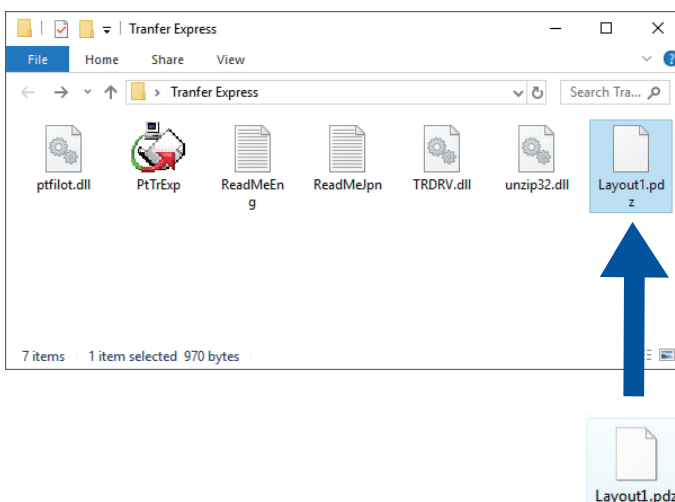 Tranfer Express
File Home Share View
Tranfer Express Search Tra...
ptfilot.dll PtTrExp ReadMeEn ReadMeJpn TRDRV.dll unzip32.dll Layout1.pd
g z
7 items 1 item selected 970 bytes
Layout1.pdz